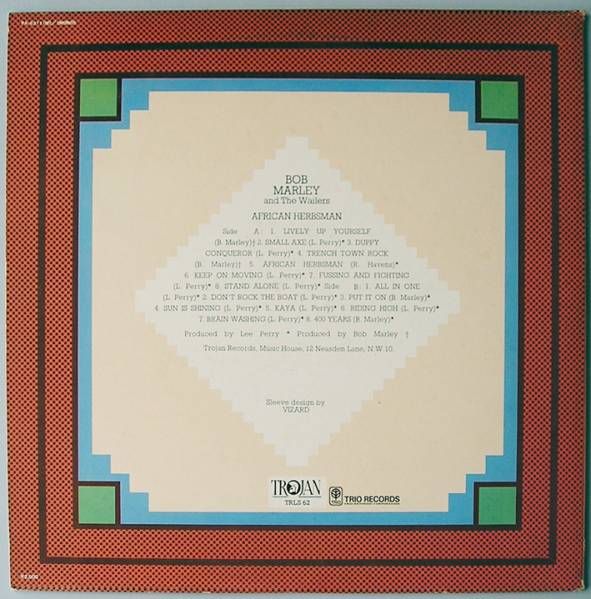 BOB
MARLEY
and The Wailers
AFRICAN HERBSMAN
Side A: 1. LIVELY UP YOURSELF
(B. Marley)† 2. SMALL AXE (L. Perry)* 3. DUPPY
CONQUEROR (L. Perry)* 4. TRENCH TOWN ROCK
(B. Marley)† 5. AFRICAN HERBSMAN (R. Havens)*
6. KEEP ON MOVING (L. Perry)* 7. FUSSING AND FIGHTING
(L. Perry)* 8. STAND ALONE (L. Perry)* Side B: 1. ALL IN ONE
(L. Perry)* 2. DON'T ROCK THE BOAT (L. Perry)* 3. PUT IT ON (B. Marley)*
4. SUN IS SHINING (L. Perry)* 5. KAYA (L. Perry)* 6. RIDING HIGH (L. Perry)*
7. BRAIN WASHING (L. Perry)* 8. 400 YEARS (B. Marley)*
Produced by Lee Perry * Produced by Bob Marley †
Trojan Records, Music House, 12 Neasden Lane, N.W.10.
Sleeve design by
VIZARD
TROJAN
TRLS 62
TRIO RECORDS